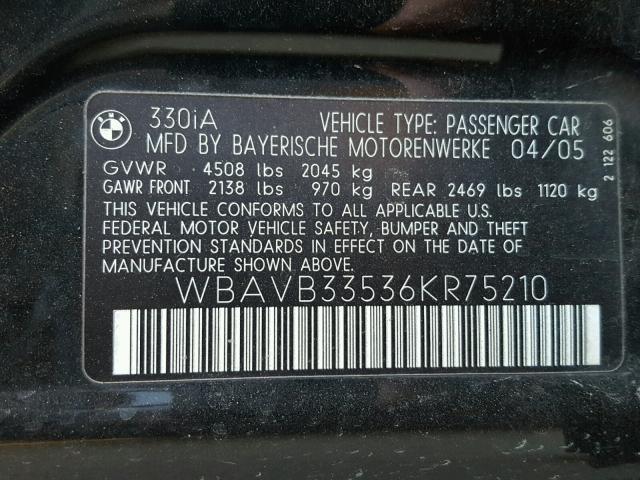 330iA VEHICLE TYPE: PASSENGER CAR
MFD BY BAYERISCHE MOTORENWERKE 04/05
GVWR 4508 lbs 2045 kg
GAWR FRONT 2138 lbs 970 kg REAR 2469 lbs 1120 kg
THIS VEHICLE CONFORMS TO ALL APPLICABLE U.S.
FEDERAL MOTOR VEHICLE SAFETY, BUMPER AND THEFT
PREVENTION STANDARDS IN EFFECT ON THE DATE OF
MANUFACTURE SHOWN ABOVE.
WBAVB33536KR75210
2 122 606